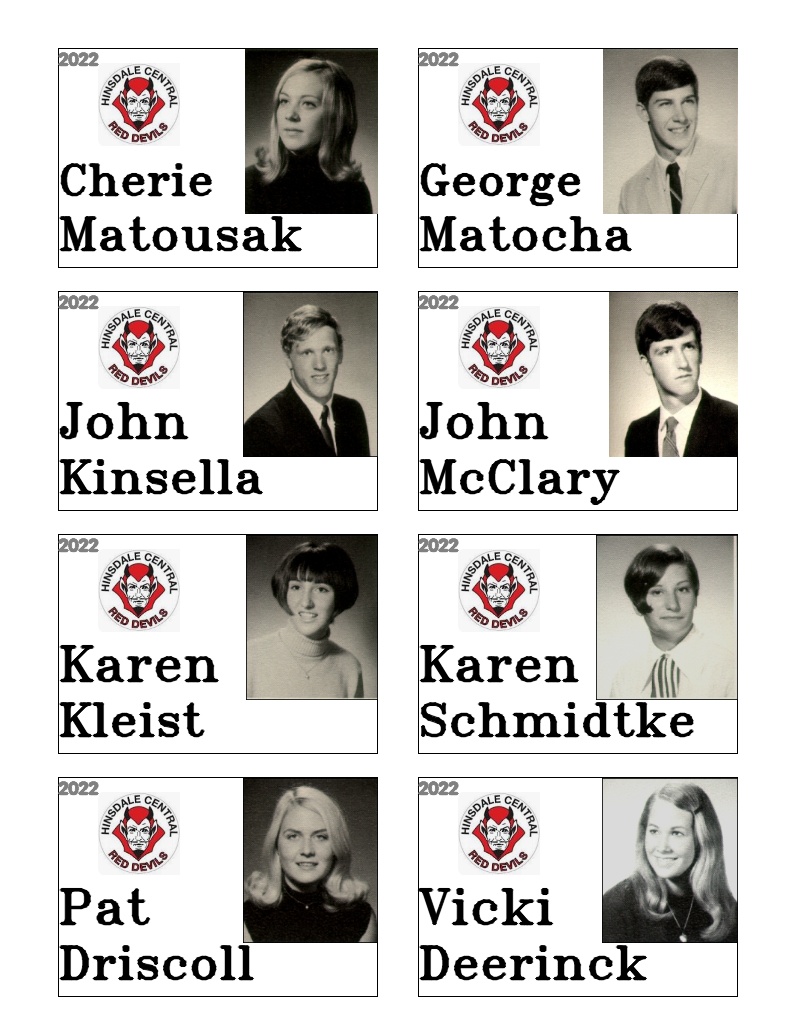 2022
HINSDALE CENTRAL
RED DEVILS
Cherie
Matousak
2022
HINSDALE CENTRAL
RED DEVILS
George
Matocha
2022
HINSDALE CENTRAL
RED DEVILS
John
Kinsella
2022
HINSDALE CENTRAL
RED DEVILS
John
McClary
2022
HINSDALE CENTRAL
RED DEVILS
Karen
Kleist
2022
HINSDALE CENTRAL
RED DEVILS
Karen
Schmidtke
2022
HINSDALE CENTRAL
RED DEVILS
Pat
Driscoll
2022
HINSDALE CENTRAL
RED DEVILS
Vicki
Deerinck